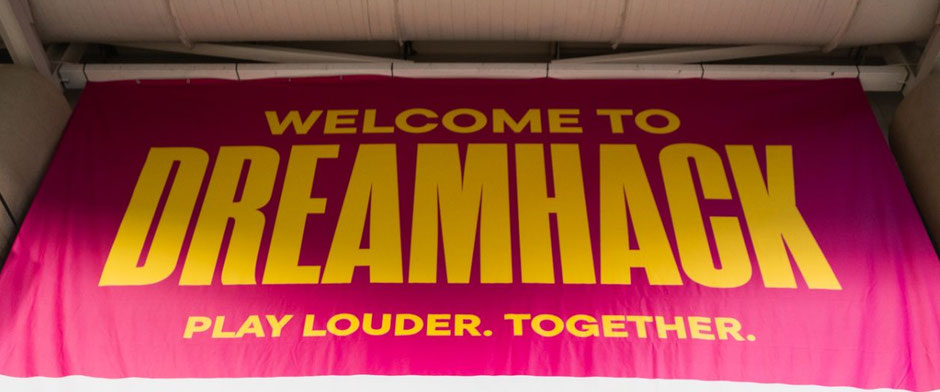 WELCOME TO
DREAMHACK
PLAY LOUDER. TOGETHER.